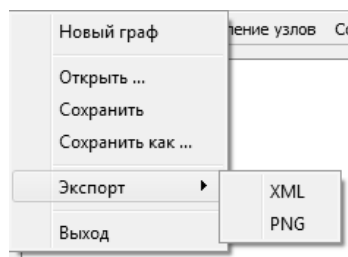 Новый граф
узлов
Открыть ...
Сохранить
Сохранить как ...
Экспорт
XML
PNG
Выход